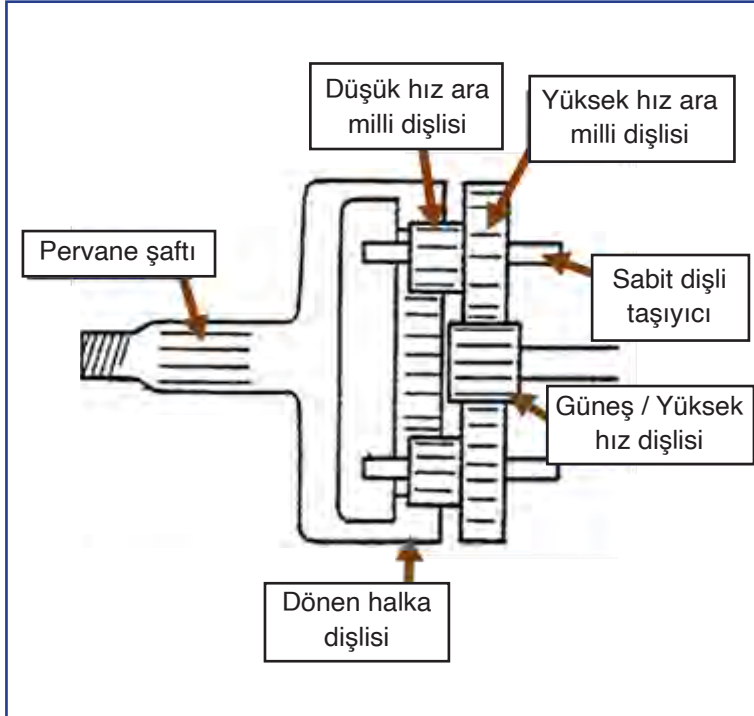 Düşük hız ara
milli dişlisi
Yüksek hız ara
milli dişlisi
Pervane şaftı
Sabit dişli
taşıyıcı
Güneş / Yüksek
hız dişlisi
Dönen halka
dişlisi